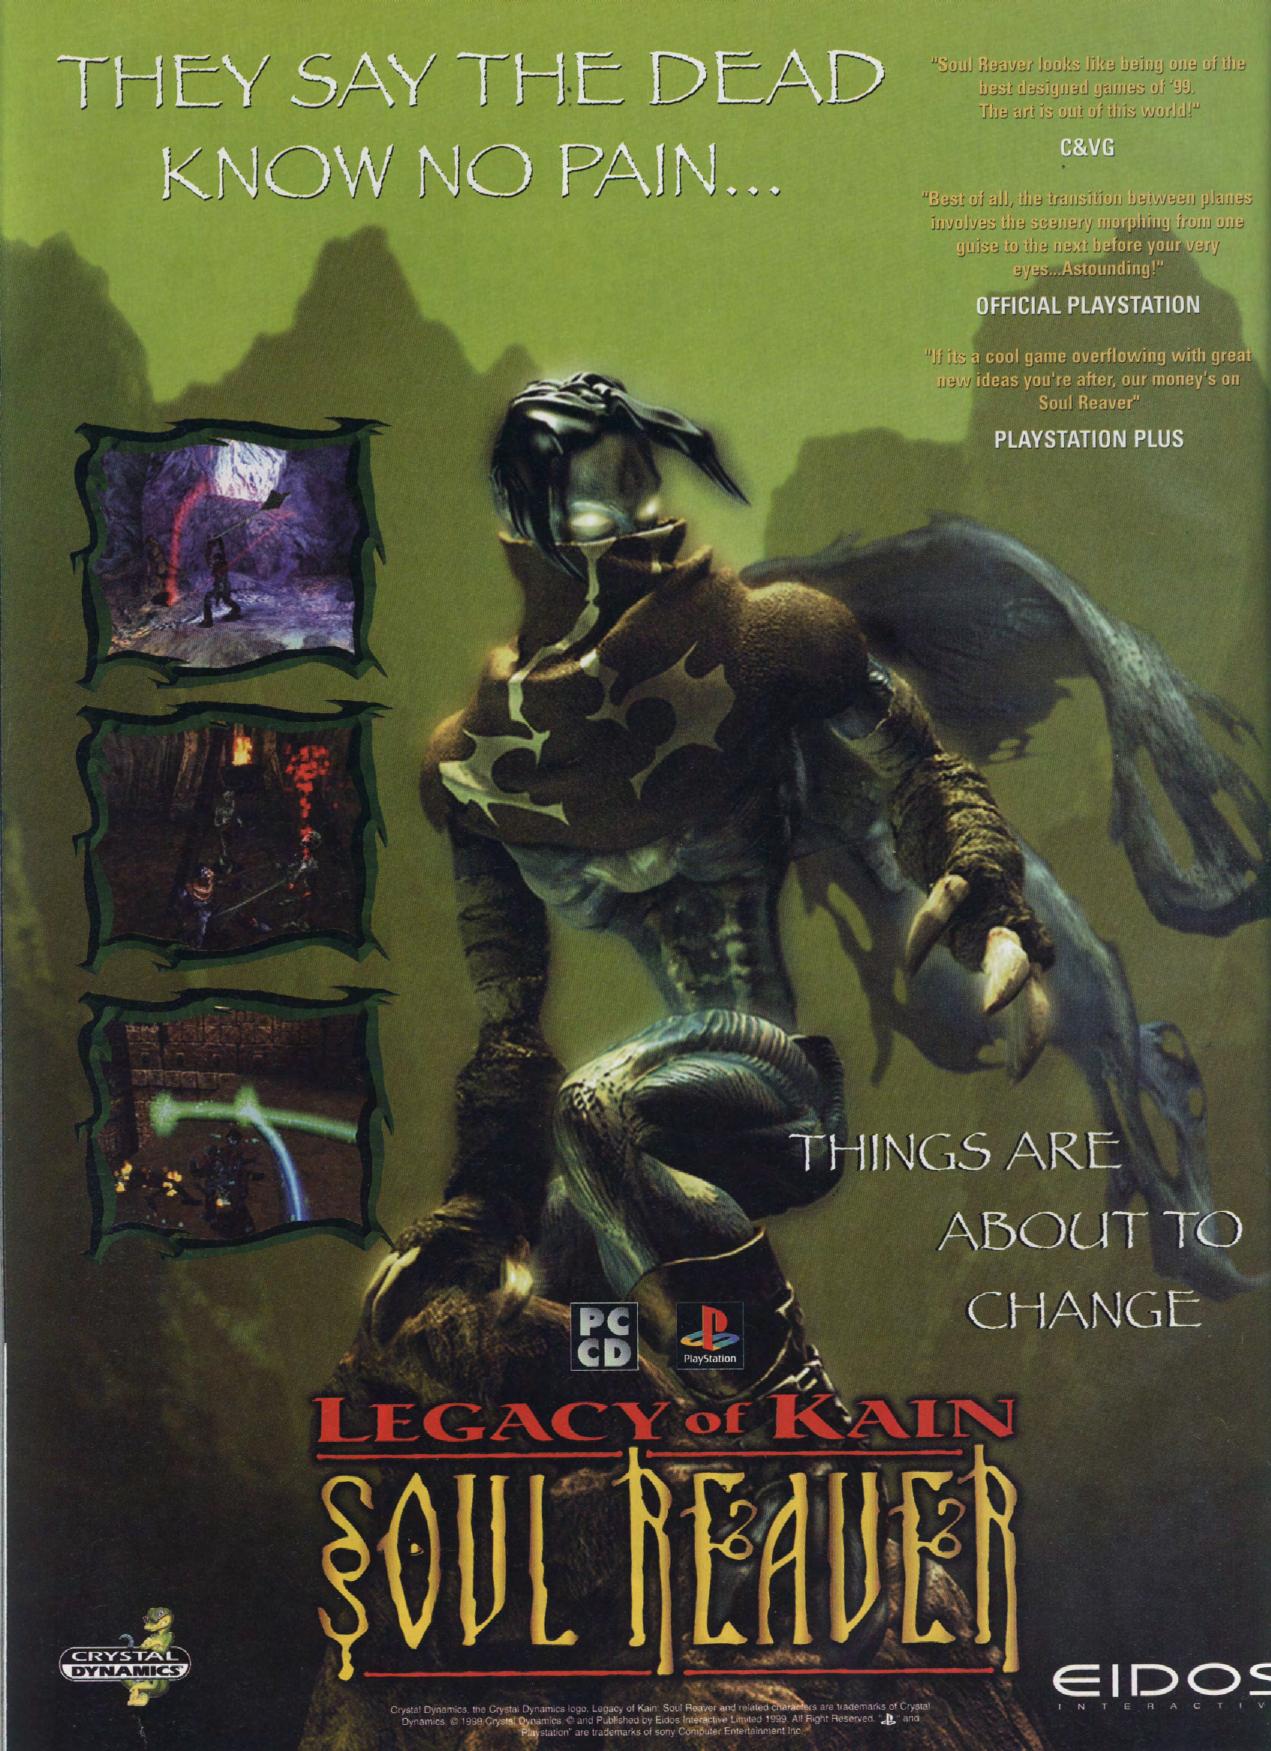 THEY SAY THE DEAD
KNOW NO PAIN...
"Soul Reaver looks like being one of the
best designed games of '99.
The art is out of this world!"
C&VG
"Best of all, the transition between planes
involves the scenery morphing from one
guise to the next before your very
eyes...Astounding!"
OFFICIAL PLAYSTATION
"If its a cool game overflowing with great
new ideas you're after, our money's on
Soul Reaver"
PLAYSTATION PLUS
THINGS ARE
ABOUT TO
CHANGE
PC
CD
PlayStation
LEGACY of KAIN
SOUL REAVER
CRYSTAL
DYNAMICS
EIDOS
INTERACTIV
Crystal Dynamics, the Crystal Dynamics logo, Legacy of Kain: Soul Reaver and related characters are trademarks of Crystal
Dynamics. © 1998 Crystal Dynamics. © and Published by Eidos Interactive Limited 1999. All Right Reserved. " " and
"Playstation" are trademarks of sony Computer Entertainment Inc.